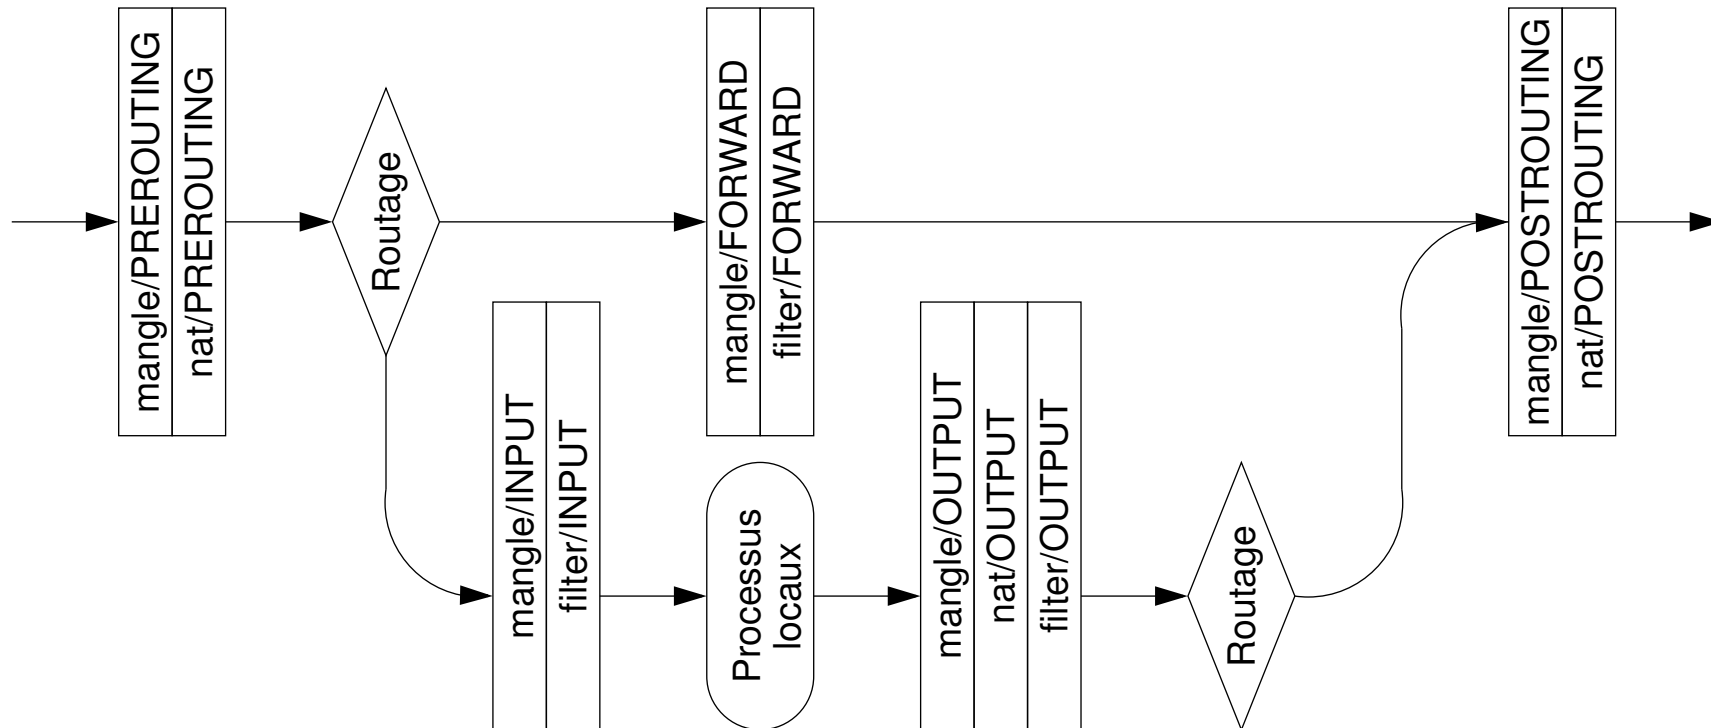 mangle/PREROUTING
nat/PREROUTING
Routage
mangle/FORWARD
filter/FORWARD
mangle/POSTROUTING
nat/POSTROUTING
mangle/INPUT
filter/INPUT
Processus
locaux
mangle/OUTPUT
nat/OUTPUT
filter/OUTPUT
Routage